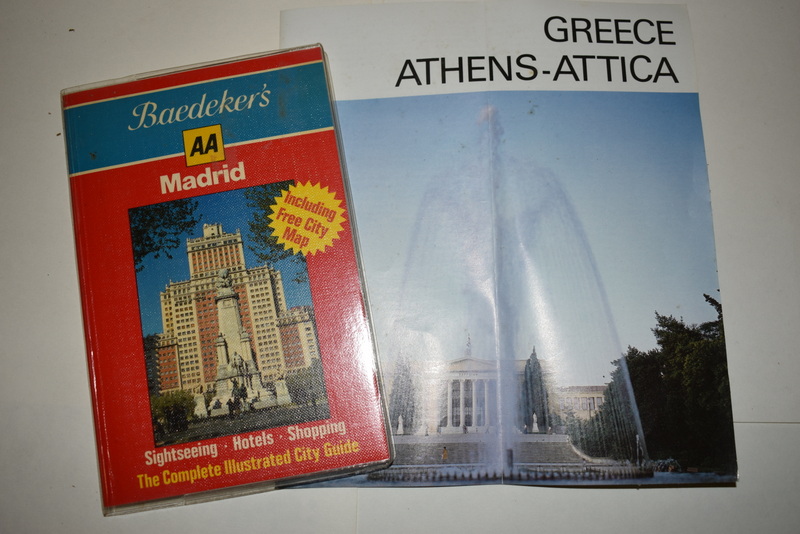 Baedeker's
AA
Madrid
Including
Free City
Map
Sightseeing · Hotels · Shopping
The Complete Illustrated City Guide
GREECE
ATHENS-ATTICA